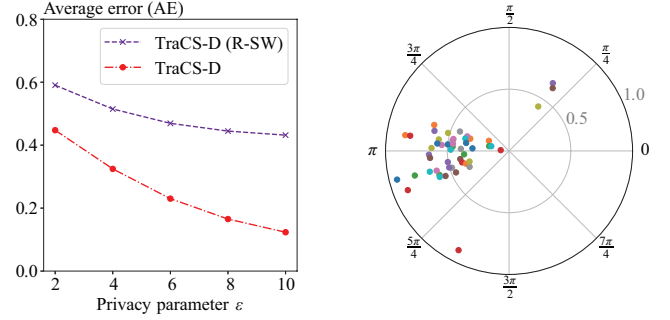 Average error (AE)
0.8
0.6
0.4
0.2
0.0
TraCS-D (R-SW)
TraCS-D
2 4 6 8 10
Privacy parameter ε
π/2
3π/4 π/4
1.0
0.5
π 0
5π/4 7π/4
3π/2